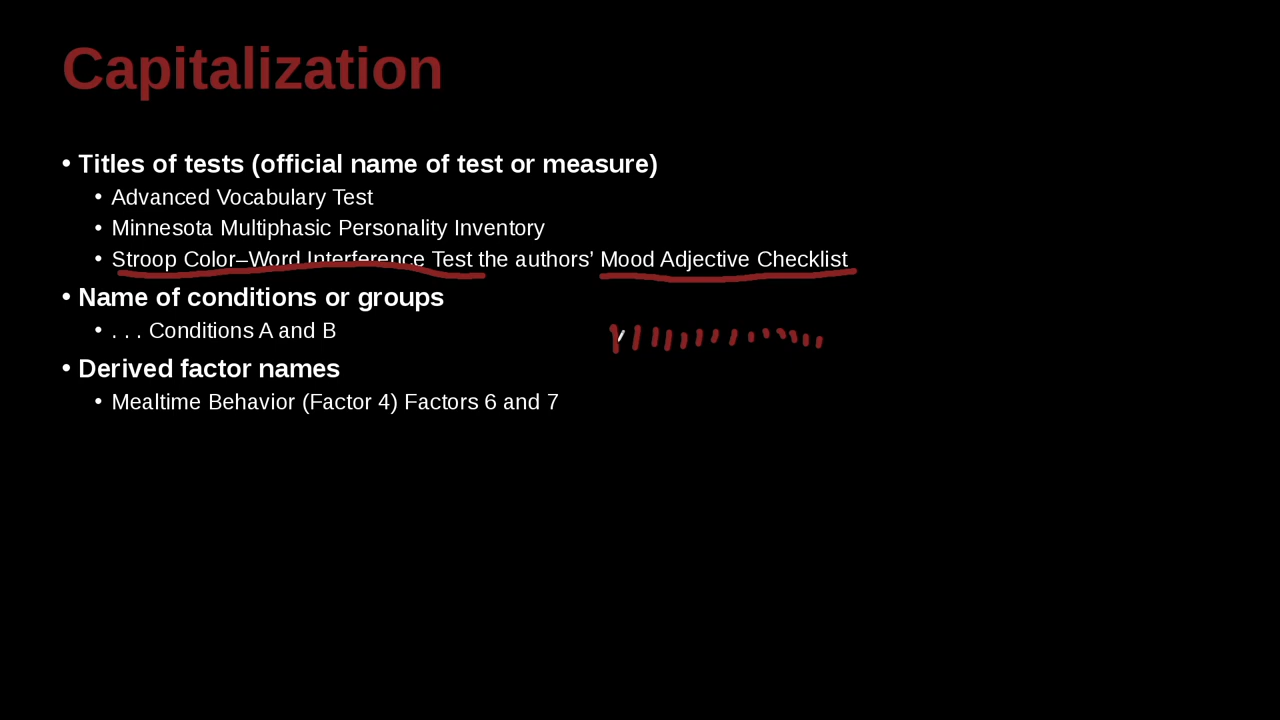 Capitalization
• Titles of tests (official name of test or measure)
• Advanced Vocabulary Test
• Minnesota Multiphasic Personality Inventory
• Stroop Color–Word Interference Test the authors’ Mood Adjective Checklist
• Name of conditions or groups
• . . . Conditions A and B
• Derived factor names
• Mealtime Behavior (Factor 4) Factors 6 and 7